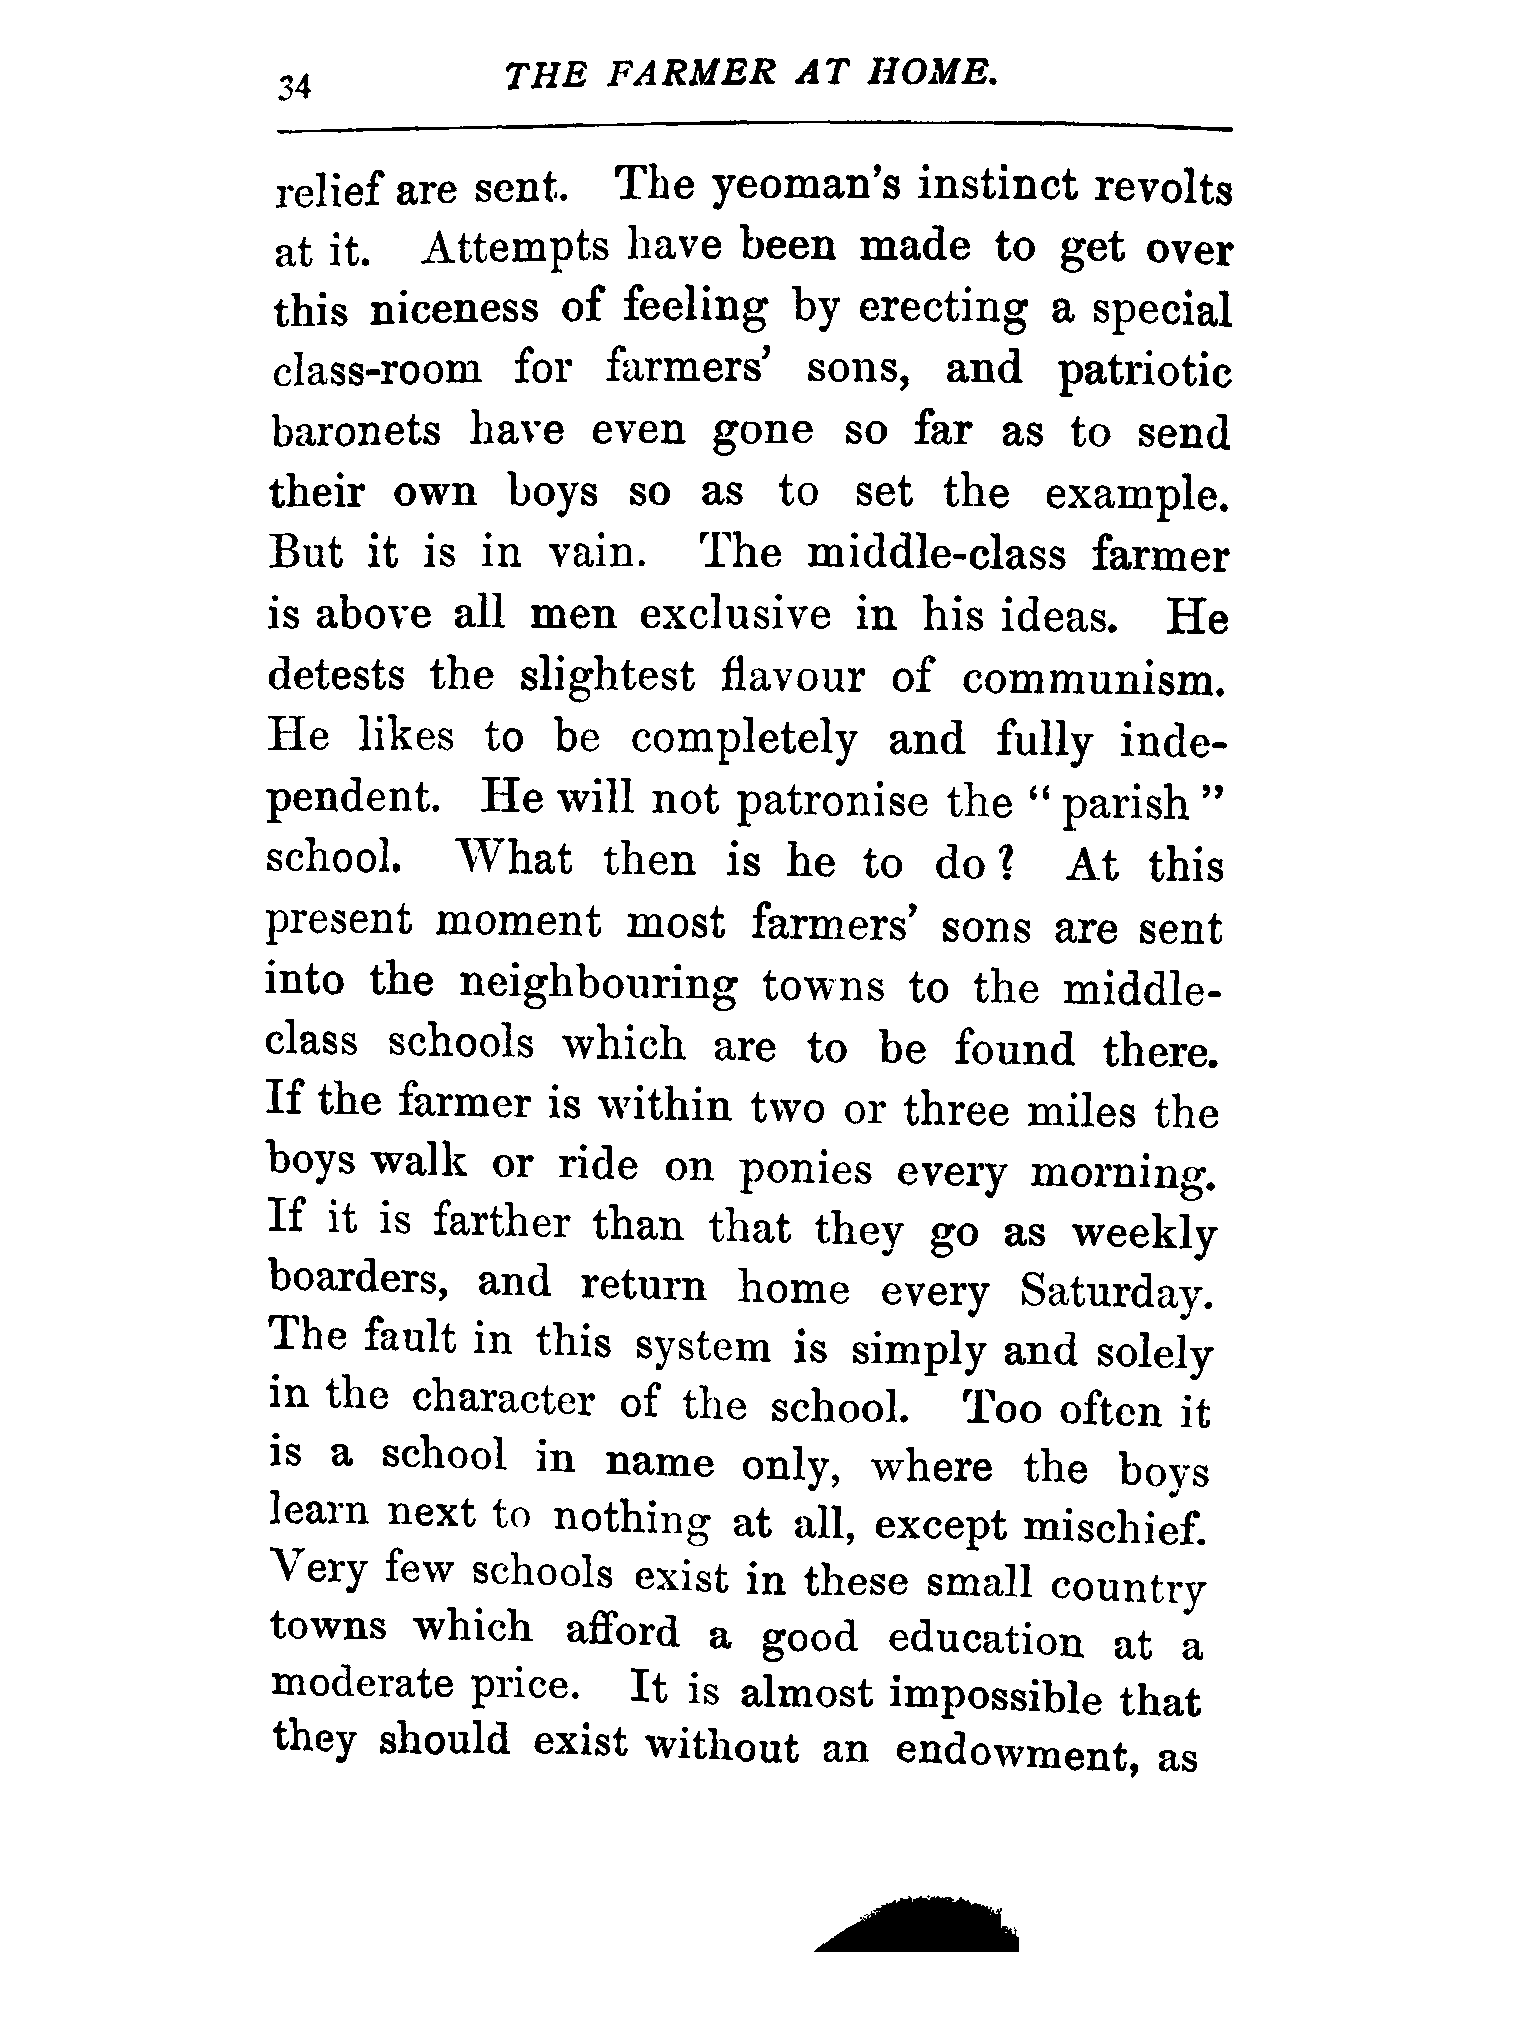 34 THE FARMER AT HOME.
relief are sent. The yeoman's instinct revolts
at it. Attempts have been made to get over
this niceness of feeling by erecting a special
class-room for farmers' sons, and patriotic
baronets have even gone so far as to send
their own boys so as to set the example.
But it is in vain. The middle-class farmer
is above all men exclusive in his ideas. He
detests the slightest flavour of communism.
He likes to be completely and fully inde-
pendent. He will not patronise the “ parish ”
school. What then is he to do? At this
present moment most farmers' sons are sent
into the neighbouring towns to the middle-
class schools which are to be found there.
If the farmer is within two or three miles the
boys walk or ride on ponies every morning.
If it is farther than that they go as weekly
boarders, and return home every Saturday.
The fault in this system is simply and solely
in the character of the school. Too often it
is a school in name only, where the boys
learn next to nothing at all, except mischief.
Very few schools exist in these small country
towns which afford a good education at a
moderate price. It is almost impossible that
they should exist without an endowment, as